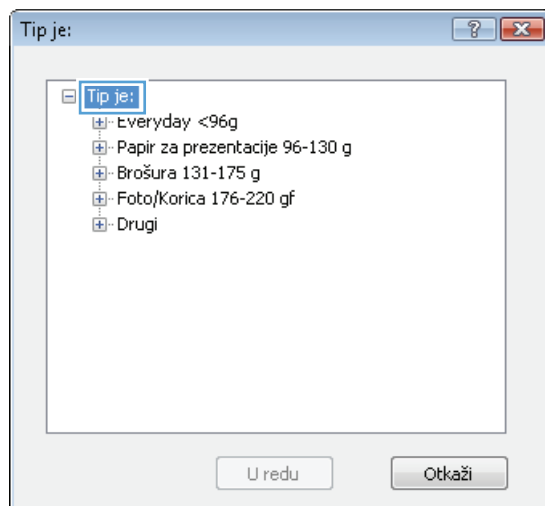 Tip je:
Tip je:
Everyday <96g
Papir za prezentacije 96-130 g
Brošura 131-175 g
Foto/Korica 176-220 gf
Drugi
U redu
Otkaži